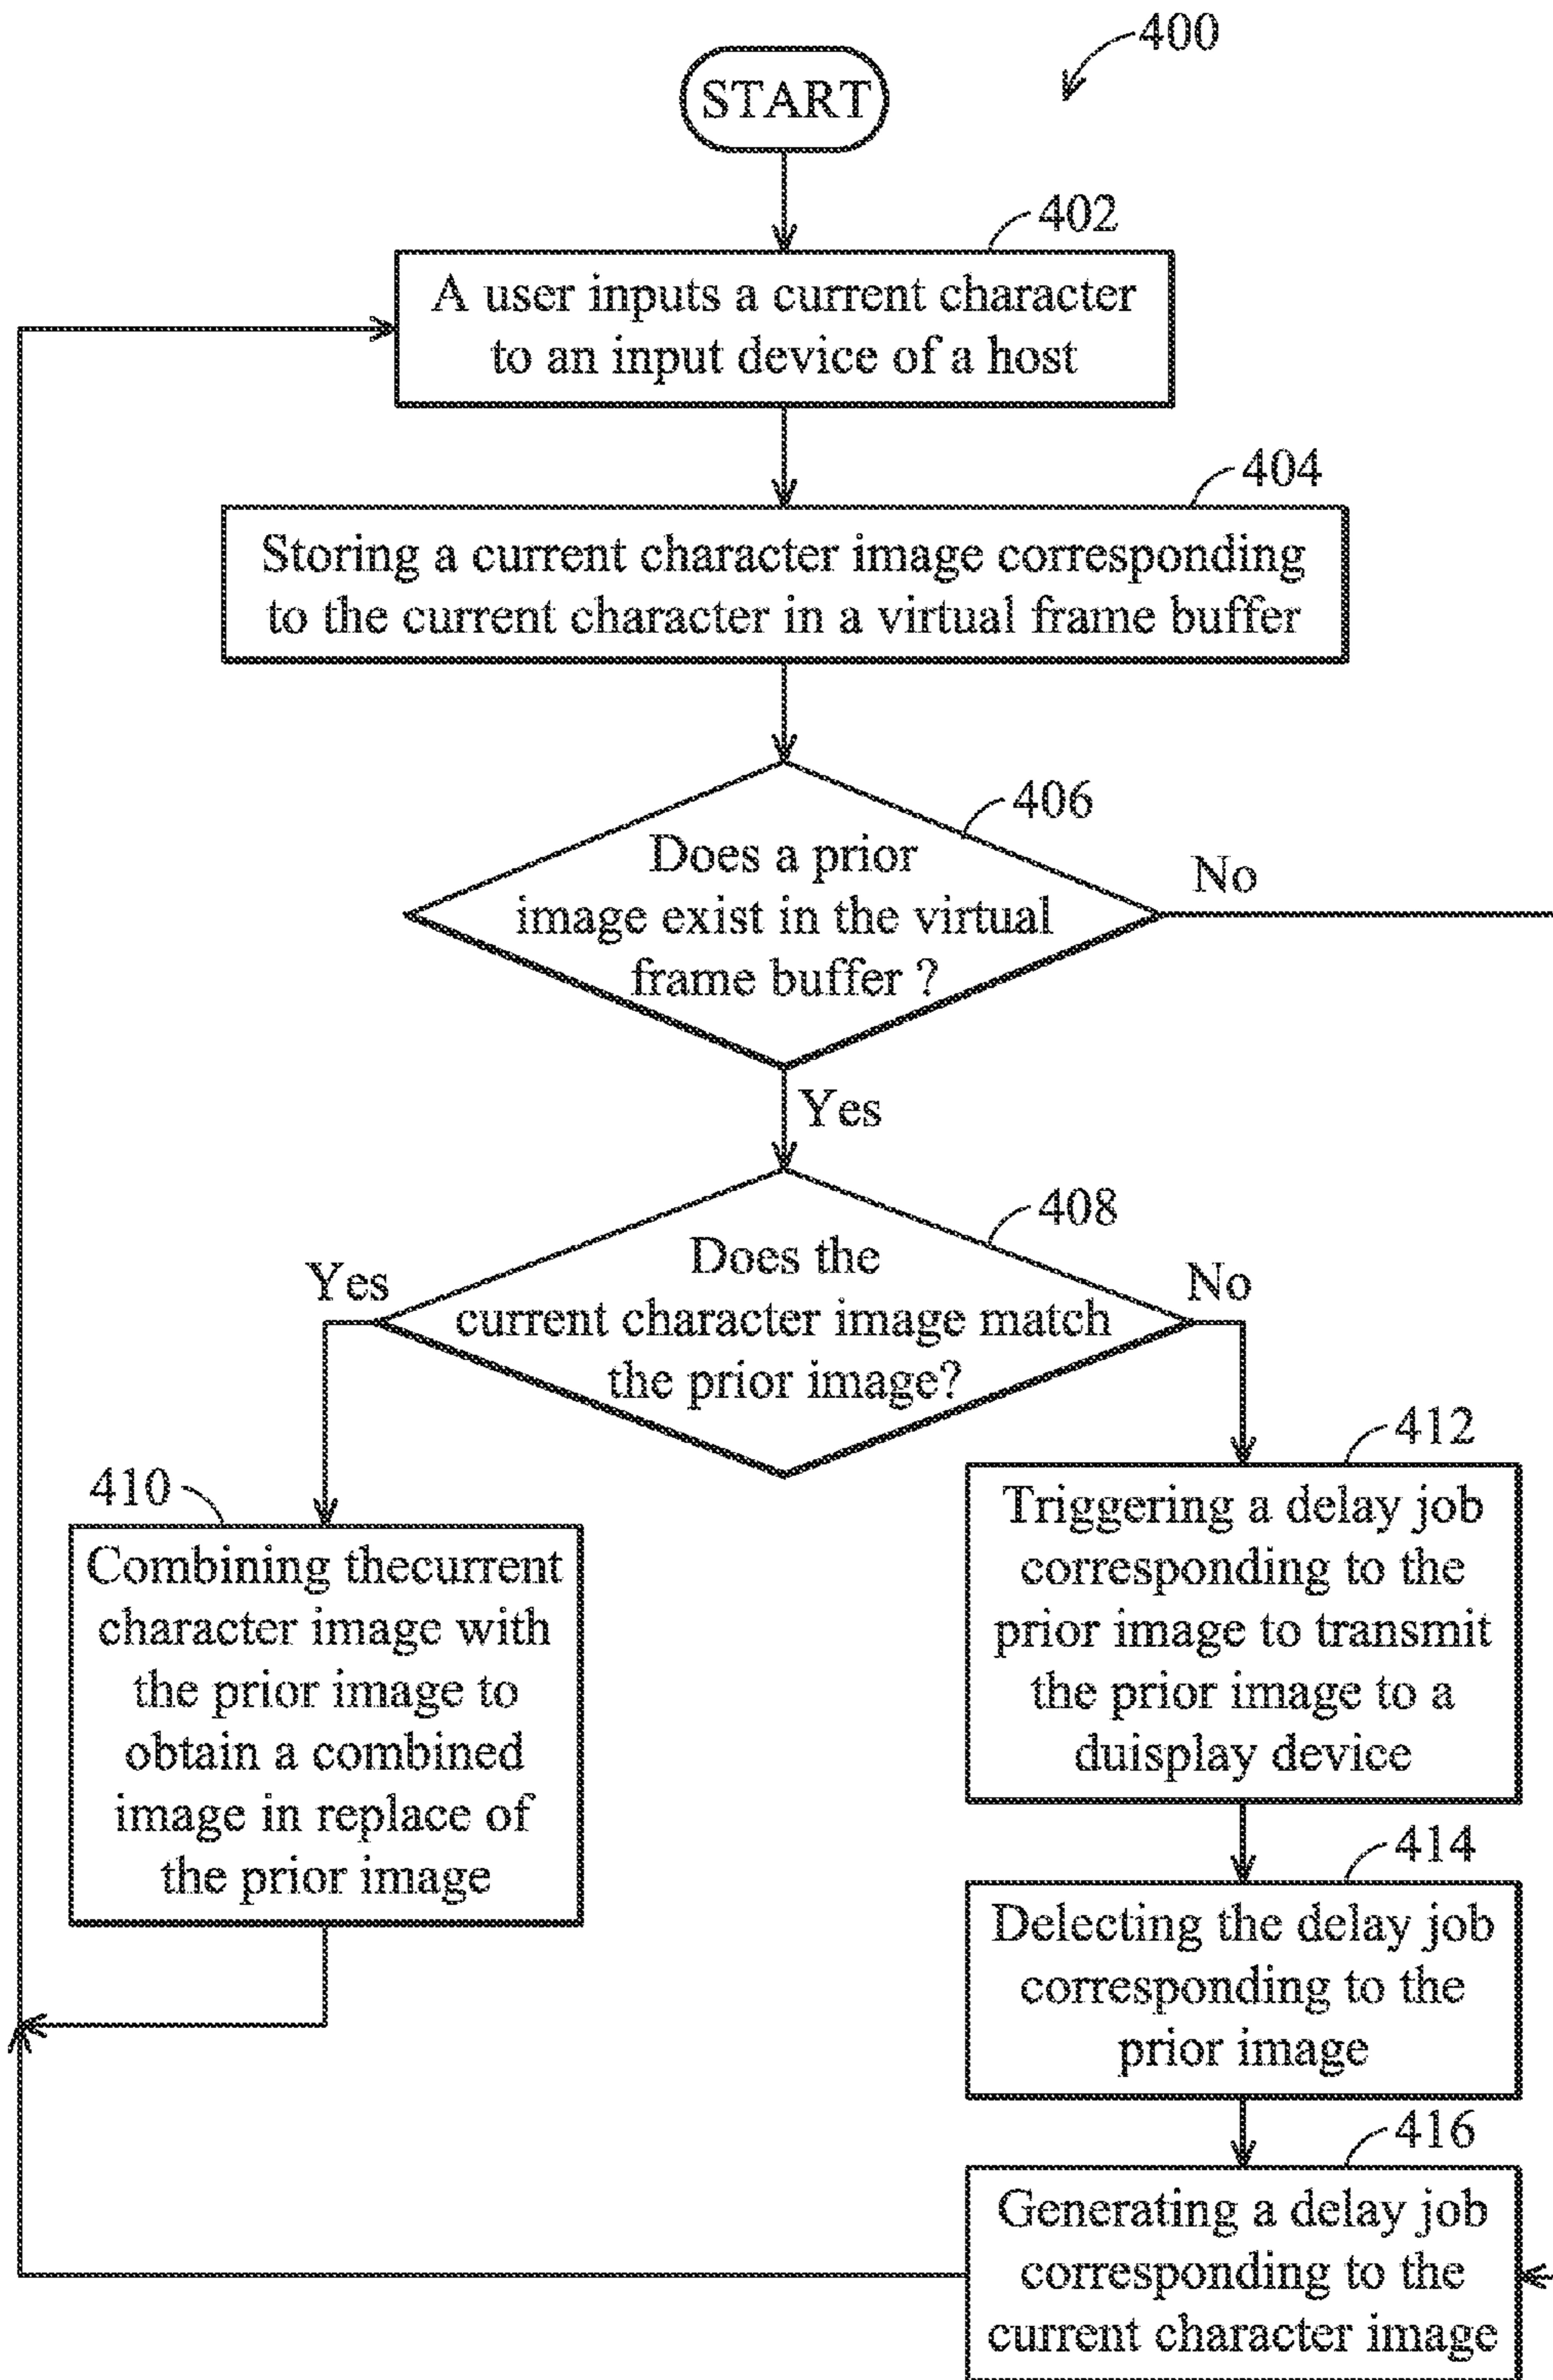 400
START
402
A user inputs a current character
to an input device of a host
404
Storing a current character image corresponding
to the current character in a virtual frame buffer
406
Does a prior
image exist in the virtual
frame buffer ?
No
Yes
408
Does the
current character image match
the prior image?
Yes
No
410
Combining thecurrent
character image with
the prior image to
obtain a combined
image in replace of
the prior image
412
Triggering a delay job
corresponding to the
prior image to transmit
the prior image to a
duisplay device
414
Delecting the delay job
corresponding to the
prior image
416
Generating a delay job
corresponding to the
current character image